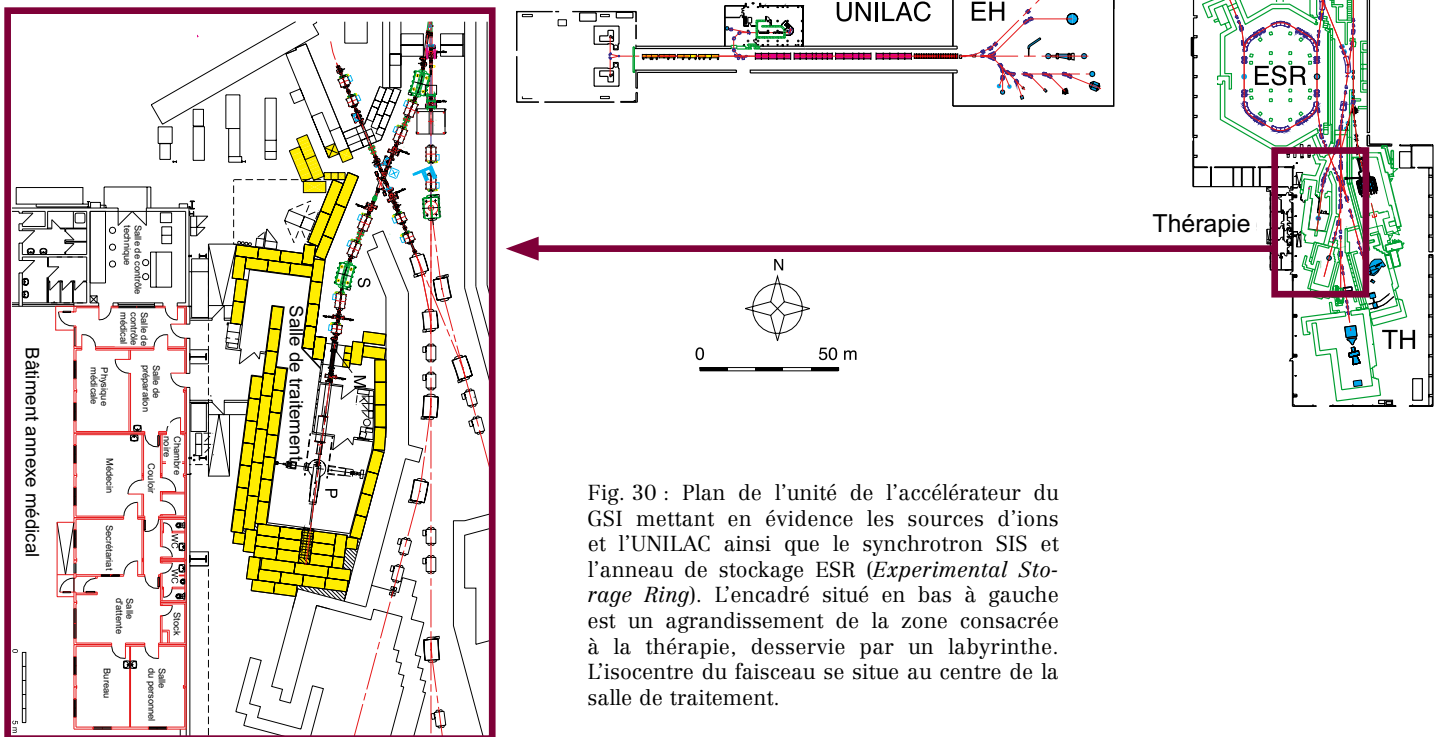 UNILAC
EH
ESR
Thérapie
TH
N
0
50 m
Salle de contrôle
technique
Salle de
contrôle
médical
Salle de
préparation
Physique
médicale
Chambre
noire
Couloir
Médecin
Secrétariat
WC
WC
Salle
d'attente
Stock
Bureau
Salle
du personnel
Bâtiment annexe médical
Salle de traitement
S
M
P
0
5 m
Fig. 30 : Plan de l'unité de l'accélérateur du
GSI mettant en évidence les sources d'ions
et l'UNILAC ainsi que le synchrotron SIS et
l'anneau de stockage ESR (Experimental Sto-
rage Ring). L'encadré situé en bas à gauche
est un agrandissement de la zone consacrée
à la thérapie, desservie par un labyrinthe.
L'isocentre du faisceau se situe au centre de la
salle de traitement.